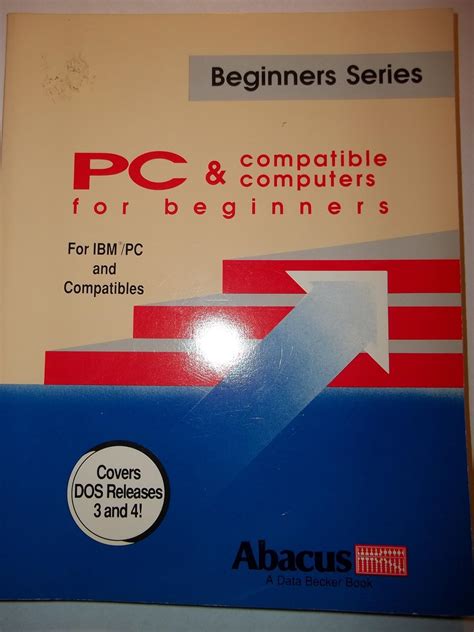 Beginners Series
PC & compatible
computers
for beginners
For IBM /PC
and
Compatibles
Covers
DOS Releases
3 and 4!
Abacus
A Data Becker Book